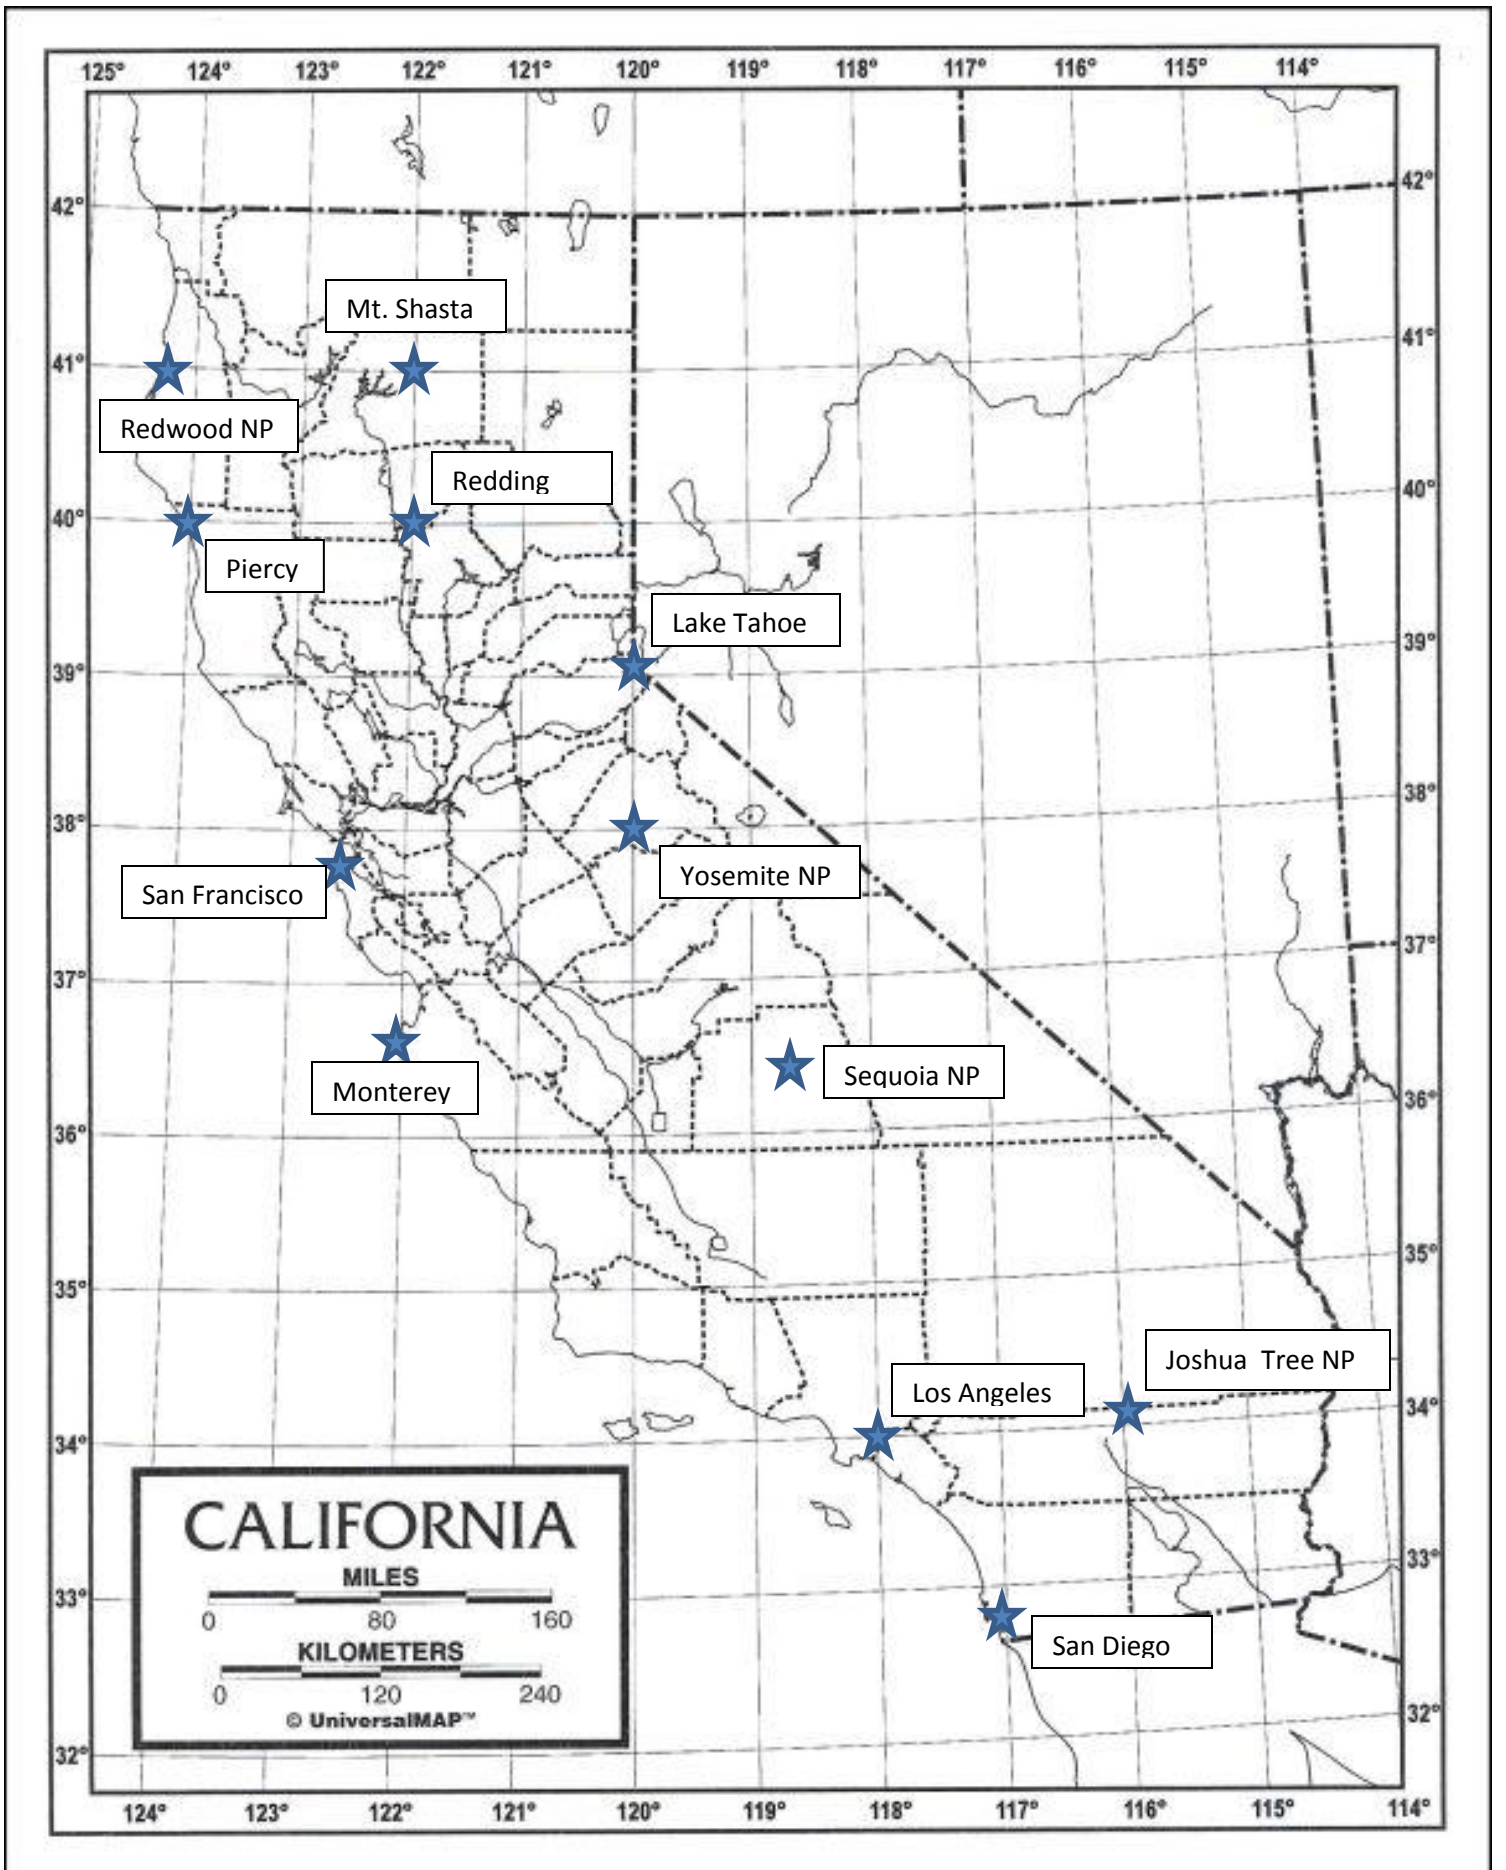 125° 124° 123° 122° 121° 120° 119° 118° 117° 116° 115° 114°
42° 42°
Mt. Shasta
41° 41°
Redwood NP
Redding
40° 40°
Piercy
Lake Tahoe
39° 39°
38° 38°
Yosemite NP
San Francisco
37° 37°
Sequoia NP
Monterey
36° 36°
35° 35°
Joshua Tree NP
Los Angeles
34° 34°
CALIFORNIA
MILES
0 80 160
KILOMETERS
0 120 240
© UniversalMAP™
33° 33°
San Diego
32° 32°
124° 123° 122° 121° 120° 119° 118° 117° 116° 115° 114°